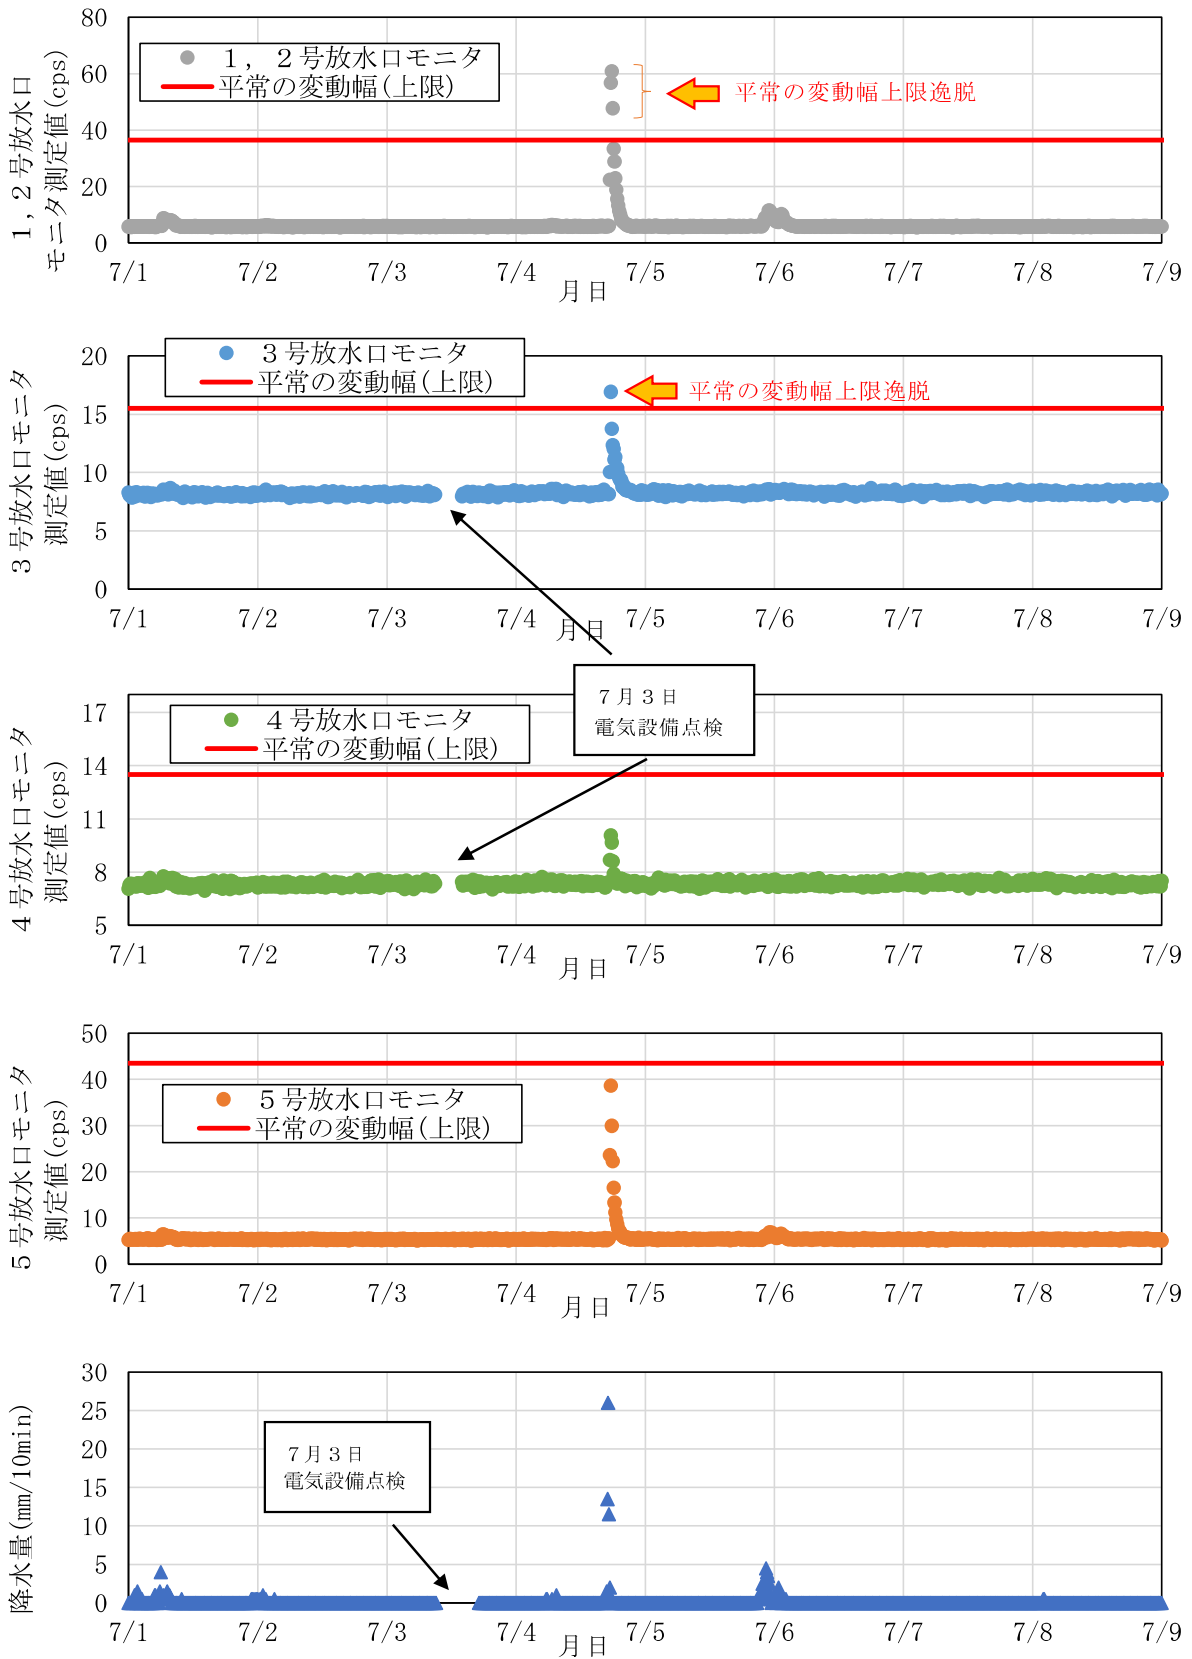 1,2号放水口
モニタ測定値(cps)
80
60
40
20
0
1，2号放水口モニタ
平常の変動幅(上限)
平常の変動幅上限逸脱
7/1 7/2 7/3 7/4 7/5 7/6 7/7 7/8 7/9
月日
3号放水口モニタ
測定値(cps)
20
15
10
5
0
3号放水口モニタ
平常の変動幅(上限)
平常の変動幅上限逸脱
7/1 7/2 7/3 7/4 7/5 7/6 7/7 7/8 7/9
月日
7月3日
電気設備点検
4号放水口モニタ
測定値(cps)
17
14
11
8
5
4号放水口モニタ
平常の変動幅(上限)
7/1 7/2 7/3 7/4 7/5 7/6 7/7 7/8 7/9
月日
5号放水口モニタ
測定値(cps)
50
40
30
20
10
0
5号放水口モニタ
平常の変動幅(上限)
7/1 7/2 7/3 7/4 7/5 7/6 7/7 7/8 7/9
月日
降水量(mm/10min)
30
25
20
15
10
5
0
7月3日
電気設備点検
7/1 7/2 7/3 7/4 7/5 7/6 7/7 7/8 7/9
月日